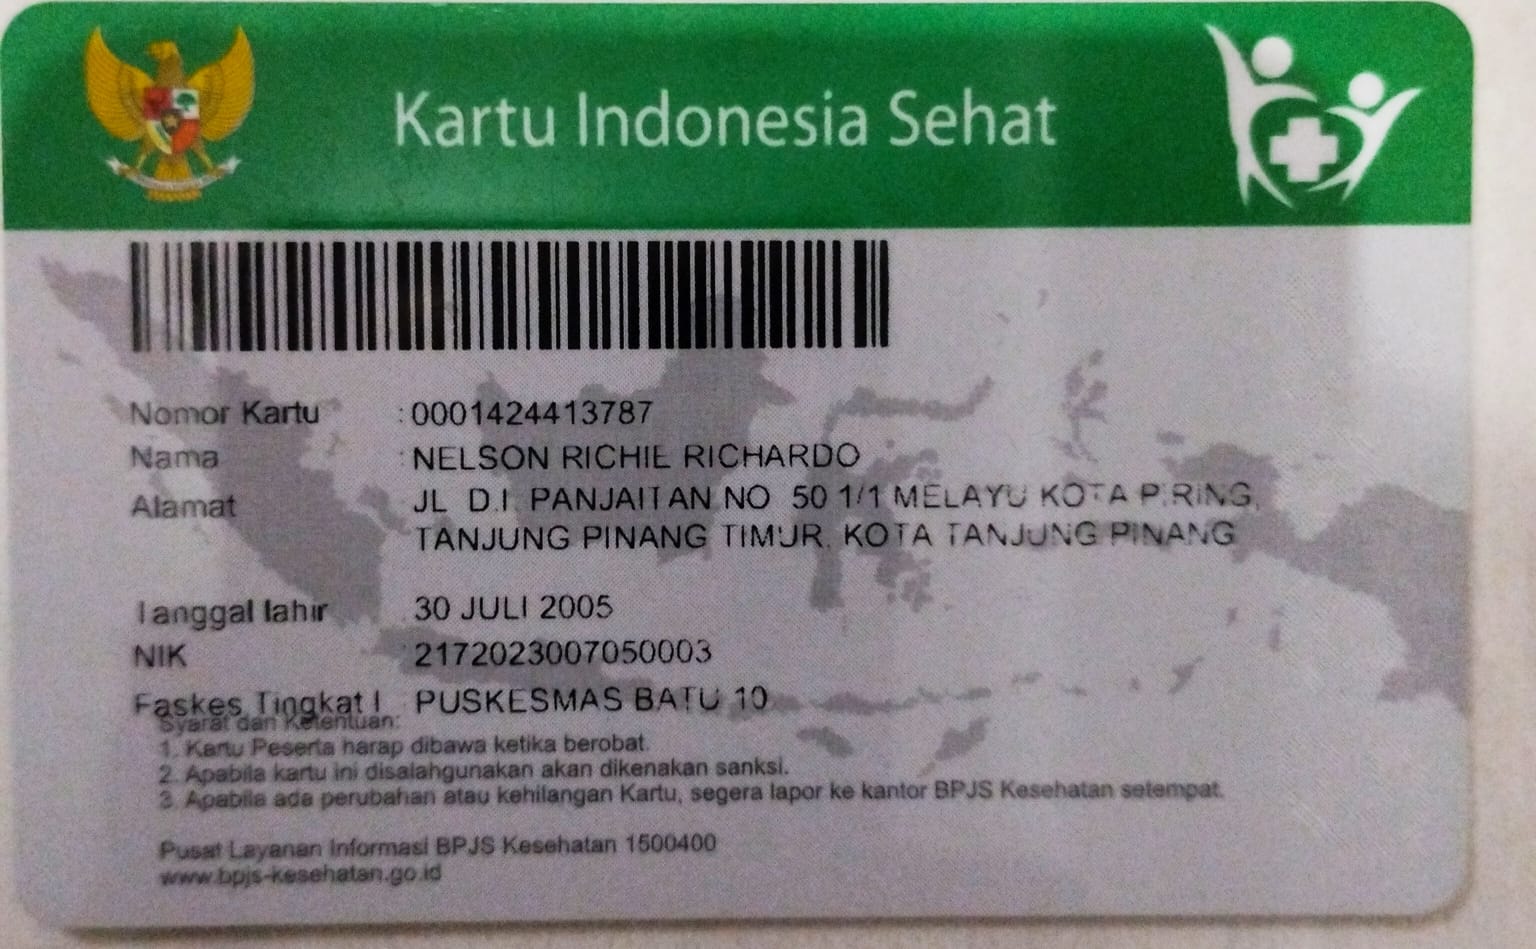 Kartu Indonesia Sehat
Nomor Kartu : 0001424413787
Nama : NELSON RICHIE RICHARDO
Alamat JL D.I. PANJAITAN NO 50 1/1 MELAYU KOTA PIRING,
TANJUNG PINANG TIMUR, KOTA TANJUNG PINANG
Tanggal lahir 30 JULI 2005
NIK 2172023007050003
Faskes Tingkat I PUSKESMAS BATU 10
Syarat dan Ketentuan:
1. Kartu Peserta harap dibawa ketika berobat.
2. Apabila kartu ini disalahgunakan akan dikenakan sanksi.
3. Apabila ada perubahan atau kehilangan Kartu, segera lapor ke kantor BPJS Kesehatan setempat.
Pusat Layanan Informasi BPJS Kesehatan 1500400
www.bpjs-kesehatan.go.id